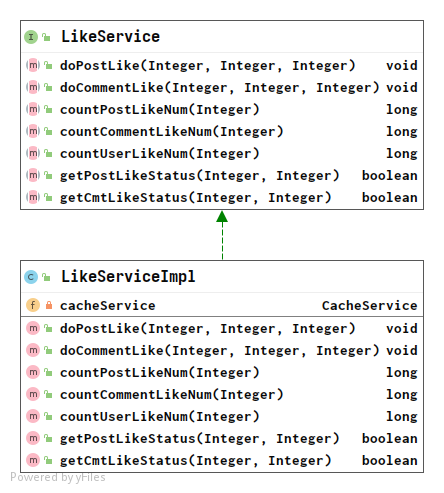 I LikeService
m doPostLike(Integer, Integer, Integer) void
m doCommentLike(Integer, Integer, Integer) void
m countPostLikeNum(Integer) long
m countCommentLikeNum(Integer) long
m countUserLikeNum(Integer) long
m getPostLikeStatus(Integer, Integer) boolean
m getCmtLikeStatus(Integer, Integer) boolean
C LikeServiceImpl
f cacheService CacheService
m doPostLike(Integer, Integer, Integer) void
m doCommentLike(Integer, Integer, Integer) void
m countPostLikeNum(Integer) long
m countCommentLikeNum(Integer) long
m countUserLikeNum(Integer) long
m getPostLikeStatus(Integer, Integer) boolean
m getCmtLikeStatus(Integer, Integer) boolean
Powered by yFiles